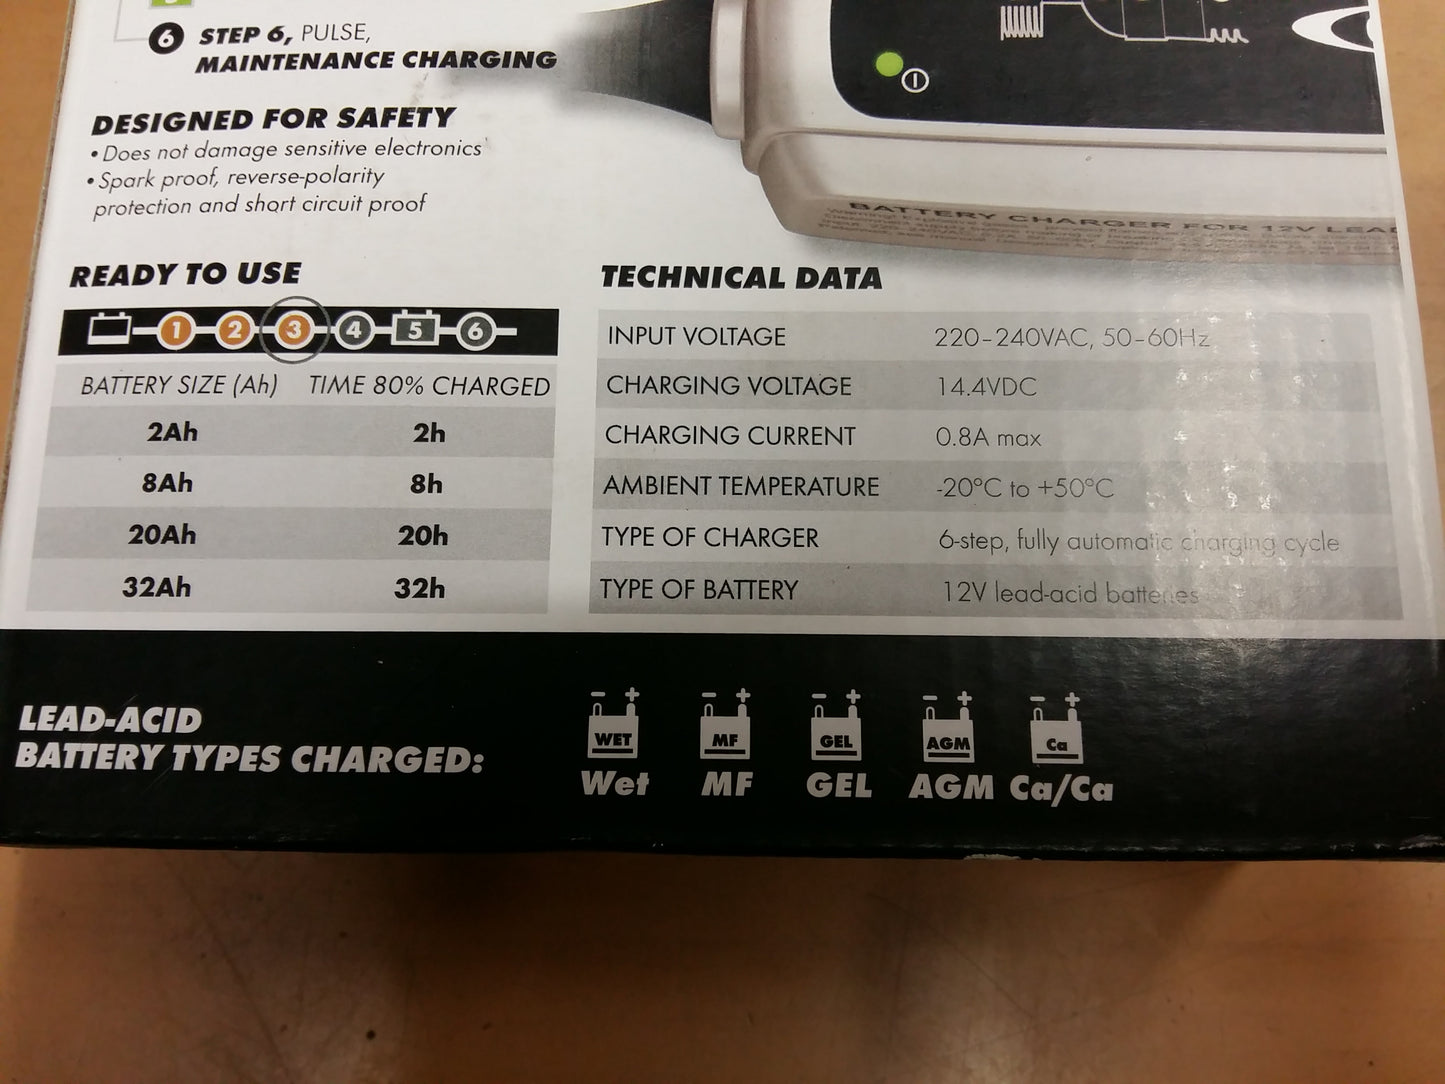 6 STEP 6, PULSE,
MAINTENANCE CHARGING
DESIGNED FOR SAFETY
• Does not damage sensitive electronics
• Spark proof, reverse-polarity
protection and short circuit proof
BATTERY CHARGER FOR 12V LEA
READY TO USE
1 2 3 4 5 6
BATTERY SIZE (Ah) TIME 80% CHARGED
2Ah 2h
8Ah 8h
20Ah 20h
32Ah 32h
TECHNICAL DATA
INPUT VOLTAGE 220-240VAC, 50-60Hz
CHARGING VOLTAGE 14.4VDC
CHARGING CURRENT 0.8A max
AMBIENT TEMPERATURE -20°C to +50°C
TYPE OF CHARGER 6-step, fully automatic charging cycle
TYPE OF BATTERY 12V lead-acid batteries
LEAD-ACID
BATTERY TYPES CHARGED:
- + - + - + - + - +
WET MF GEL AGM Ca
Wet MF GEL AGM Ca/Ca